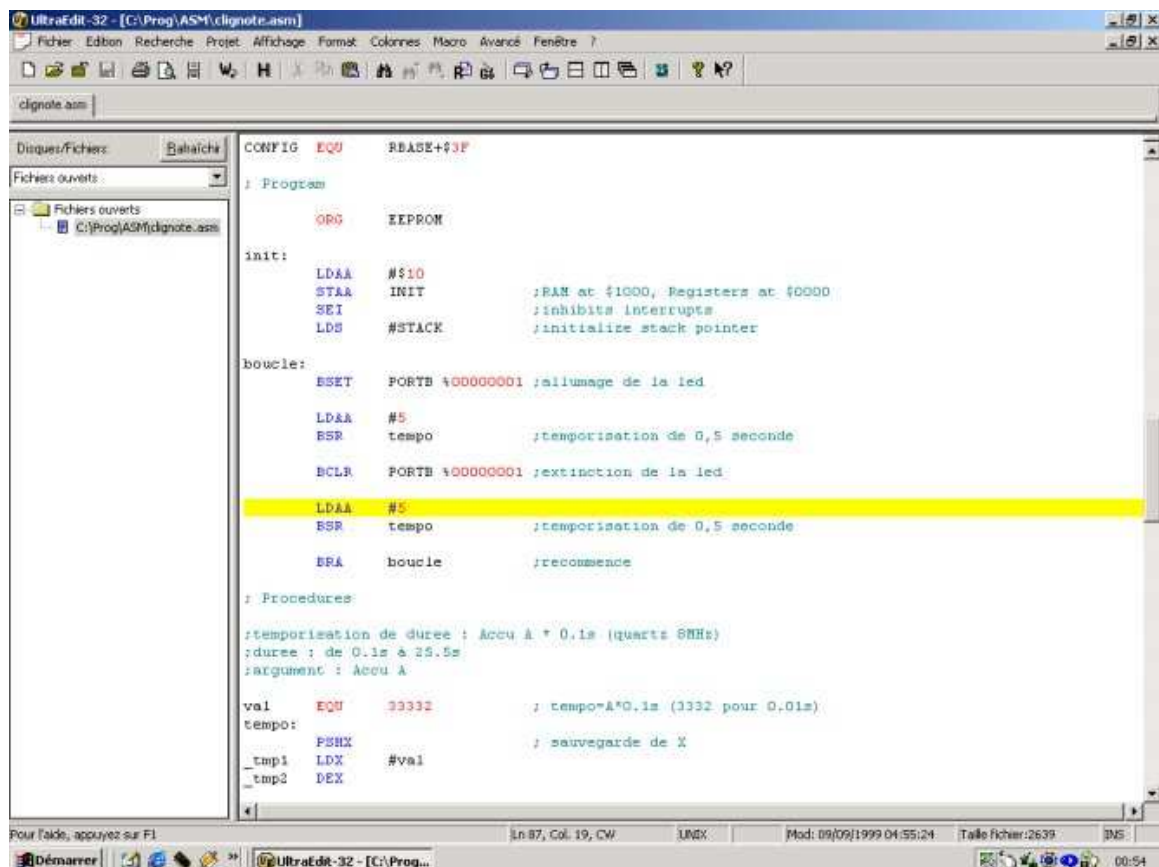 UltraEdit-32 - [C:\Prog\ASM\clignote.asm]
Fichier Edition Recherche Projet Affichage Format Colonnes Macro Avancé Fenêtre ?
clignote.asm
Disques/Fichiers Rafraîchir
Fichiers ouverts
Fichiers ouverts
C:\Prog\ASM\clignote.asm
CONFIG EQU RBASE+$3F
; Program
ORG EEPROM
init:
LDAA #$10
STAA INIT ;RAM at $1000, Registers at $0000
SEI ;inhibits interrupts
LDS #STACK ;initialize stack pointer
boucle:
BSET PORTB %00000001 ;allumage de la led
LDAA #5
BSR tempo ;temporisation de 0,5 seconde
BCLR PORTB %00000001 ;extinction de la led
LDAA #5
BSR tempo ;temporisation de 0,5 seconde
BRA boucle ;recommence
; Procedures
;temporisation de duree : Accu A * 0.1s (quartz 8MHz)
;duree : de 0.1s à 25.5s
;argument : Accu A
val EQU 33332 ; tempo=A*0.1s (3332 pour 0.01s)
tempo:
PSHX ; sauvegarde de X
_tmp1 LDX #val
_tmp2 DEX
Pour l'aide, appuyez sur F1 Ln 87, Col. 19, CW UNIX Mod: 09/09/1999 04:55:24 Taille fichier:2639 INS
Démarrer » UltraEdit-32 - [C:\Prog... 00:54